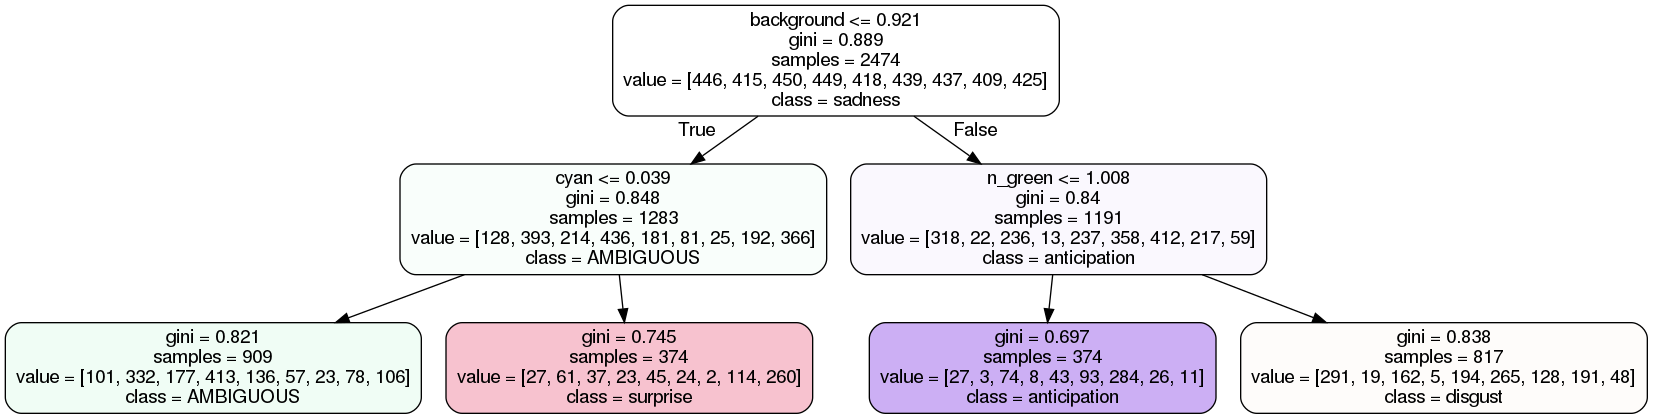 background <= 0.921
gini = 0.889
samples = 2474
value = [446, 415, 450, 449, 418, 439, 437, 409, 425]
class = sadness
True
False
cyan <= 0.039
gini = 0.848
samples = 1283
value = [128, 393, 214, 436, 181, 81, 25, 192, 366]
class = AMBIGUOUS
n_green <= 1.008
gini = 0.84
samples = 1191
value = [318, 22, 236, 13, 237, 358, 412, 217, 59]
class = anticipation
gini = 0.821
samples = 909
value = [101, 332, 177, 413, 136, 57, 23, 78, 106]
class = AMBIGUOUS
gini = 0.745
samples = 374
value = [27, 61, 37, 23, 45, 24, 2, 114, 260]
class = surprise
gini = 0.697
samples = 374
value = [27, 3, 74, 8, 43, 93, 284, 26, 11]
class = anticipation
gini = 0.838
samples = 817
value = [291, 19, 162, 5, 194, 265, 128, 191, 48]
class = disgust